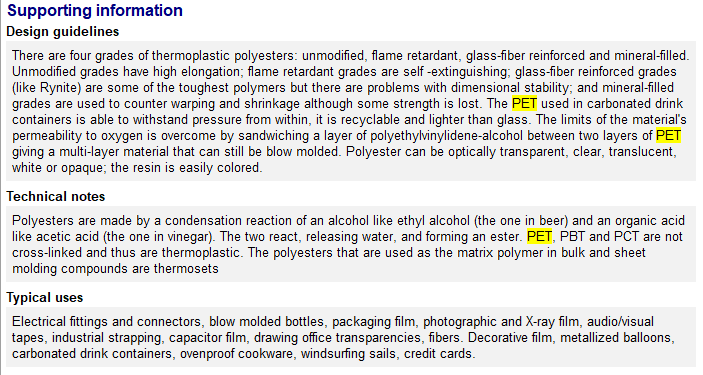 Supporting information
Design guidelines
There are four grades of thermoplastic polyesters: unmodified, flame retardant, glass-fiber reinforced and mineral-filled.
Unmodified grades have high elongation; flame retardant grades are self -extinguishing; glass-fiber reinforced grades
(like Rynite) are some of the toughest polymers but there are problems with dimensional stability; and mineral-filled
grades are used to counter warping and shrinkage although some strength is lost. The PET used in carbonated drink
containers is able to withstand pressure from within, it is recyclable and lighter than glass. The limits of the material's
permeability to oxygen is overcome by sandwiching a layer of polyethylvinylidene-alcohol between two layers of PET
giving a multi-layer material that can still be blow molded. Polyester can be optically transparent, clear, translucent,
white or opaque; the resin is easily colored.
Technical notes
Polyesters are made by a condensation reaction of an alcohol like ethyl alcohol (the one in beer) and an organic acid
like acetic acid (the one in vinegar). The two react, releasing water, and forming an ester. PET, PBT and PCT are not
cross-linked and thus are thermoplastic. The polyesters that are used as the matrix polymer in bulk and sheet
molding compounds are thermosets
Typical uses
Electrical fittings and connectors, blow molded bottles, packaging film, photographic and X-ray film, audio/visual
tapes, industrial strapping, capacitor film, drawing office transparencies, fibers. Decorative film, metallized balloons,
carbonated drink containers, ovenproof cookware, windsurfing sails, credit cards.